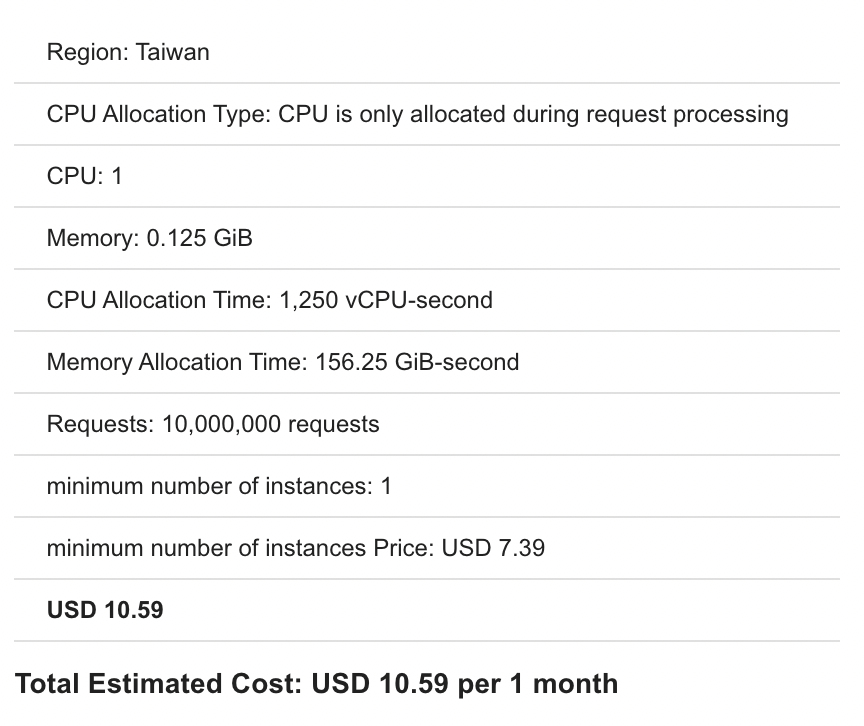 Region: Taiwan
CPU Allocation Type: CPU is only allocated during request processing
CPU: 1
Memory: 0.125 GiB
CPU Allocation Time: 1,250 vCPU-second
Memory Allocation Time: 156.25 GiB-second
Requests: 10,000,000 requests
minimum number of instances: 1
minimum number of instances Price: USD 7.39
USD 10.59
Total Estimated Cost: USD 10.59 per 1 month